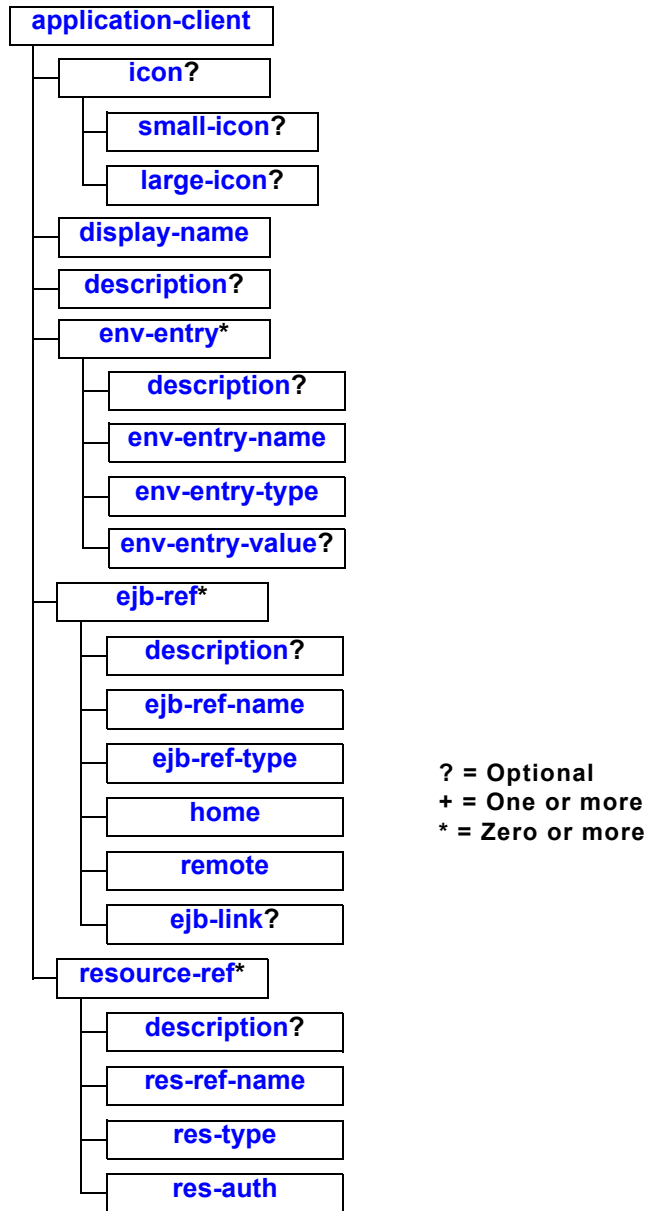 application-client
icon?
small-icon?
large-icon?
display-name
description?
env-entry*
description?
env-entry-name
env-entry-type
env-entry-value?
ejb-ref*
description?
ejb-ref-name
ejb-ref-type
home
remote
ejb-link?
resource-ref*
description?
res-ref-name
res-type
res-auth
? = Optional
+ = One or more
* = Zero or more